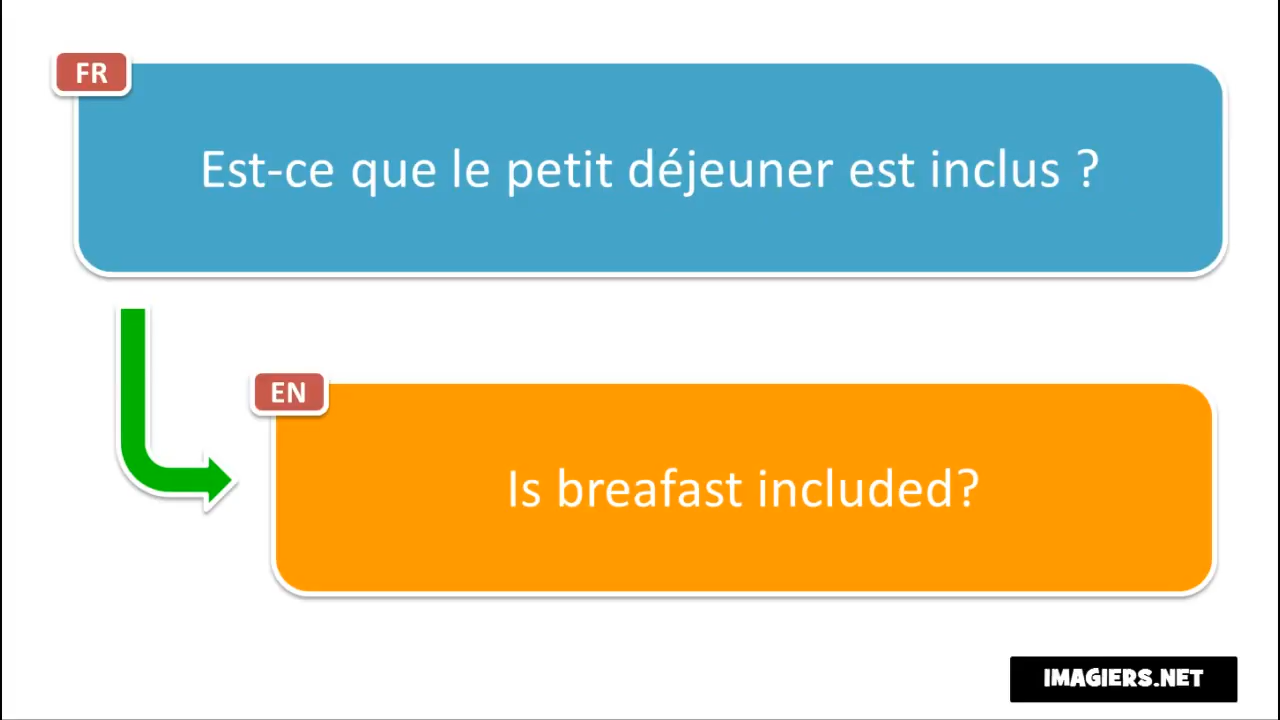 FR
Est-ce que le petit déjeuner est inclus ?
EN
Is breafast included?
IMAGIERS.NET